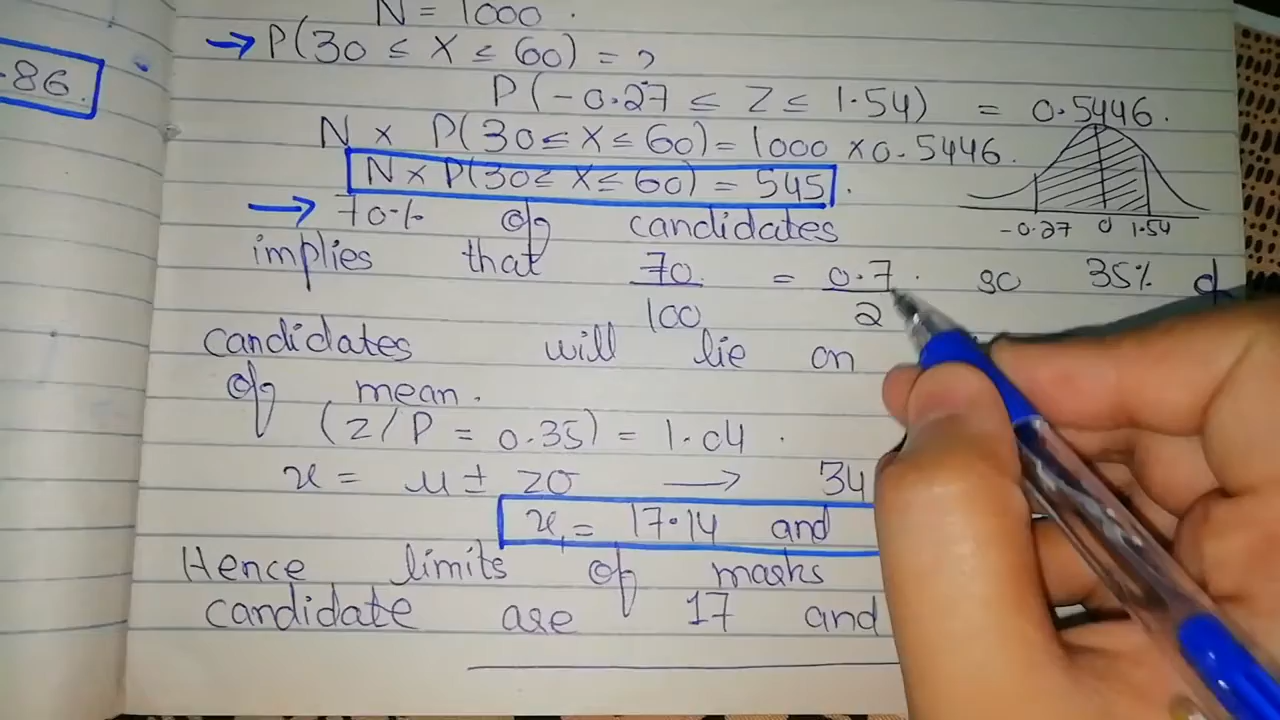 N = 1000.
-86.
→ P(30 ≤ X ≤ 60) = ?
P(-0.27 ≤ Z ≤ 1.54) = 0.5446.
N × P(30 ≤ X ≤ 60) = 1000 × 0.5446.
N × P(30 ≤ X ≤ 60) = 545.
-0.27 0 1.54
→ 70% of candidates
implies that 70/100 = 0.7/2. so 35% of
candidates will lie on
of mean.
(Z/P = 0.35) = 1.04.
x = μ ± Zσ → 34
x₁ = 17.14 and
Hence limits of marks
candidate are 17 and